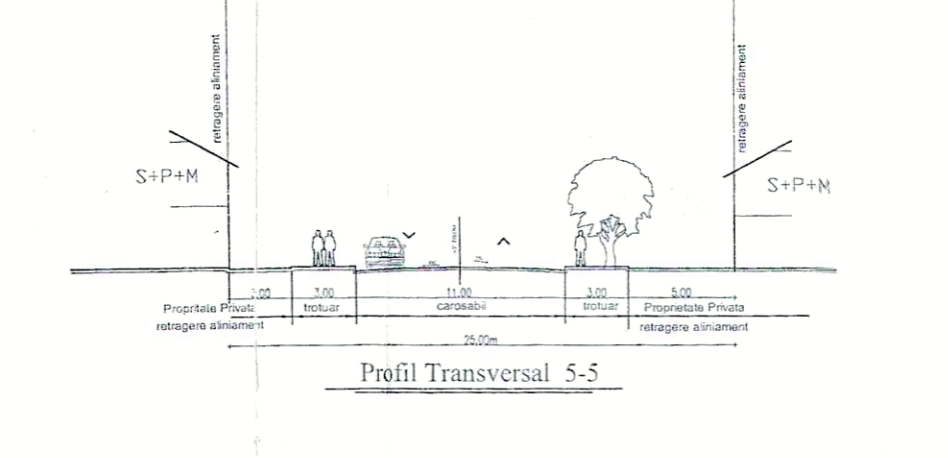 retragere aliniament
retragere aliniament
S+P+M
S+P+M
3.00 11.00 3.00 5.00
Propritate Privata trotuar carosabil trotuar Proprietate Privata
retragere aliniament retragere aliniament
25.00m
Profil Transversal 5-5